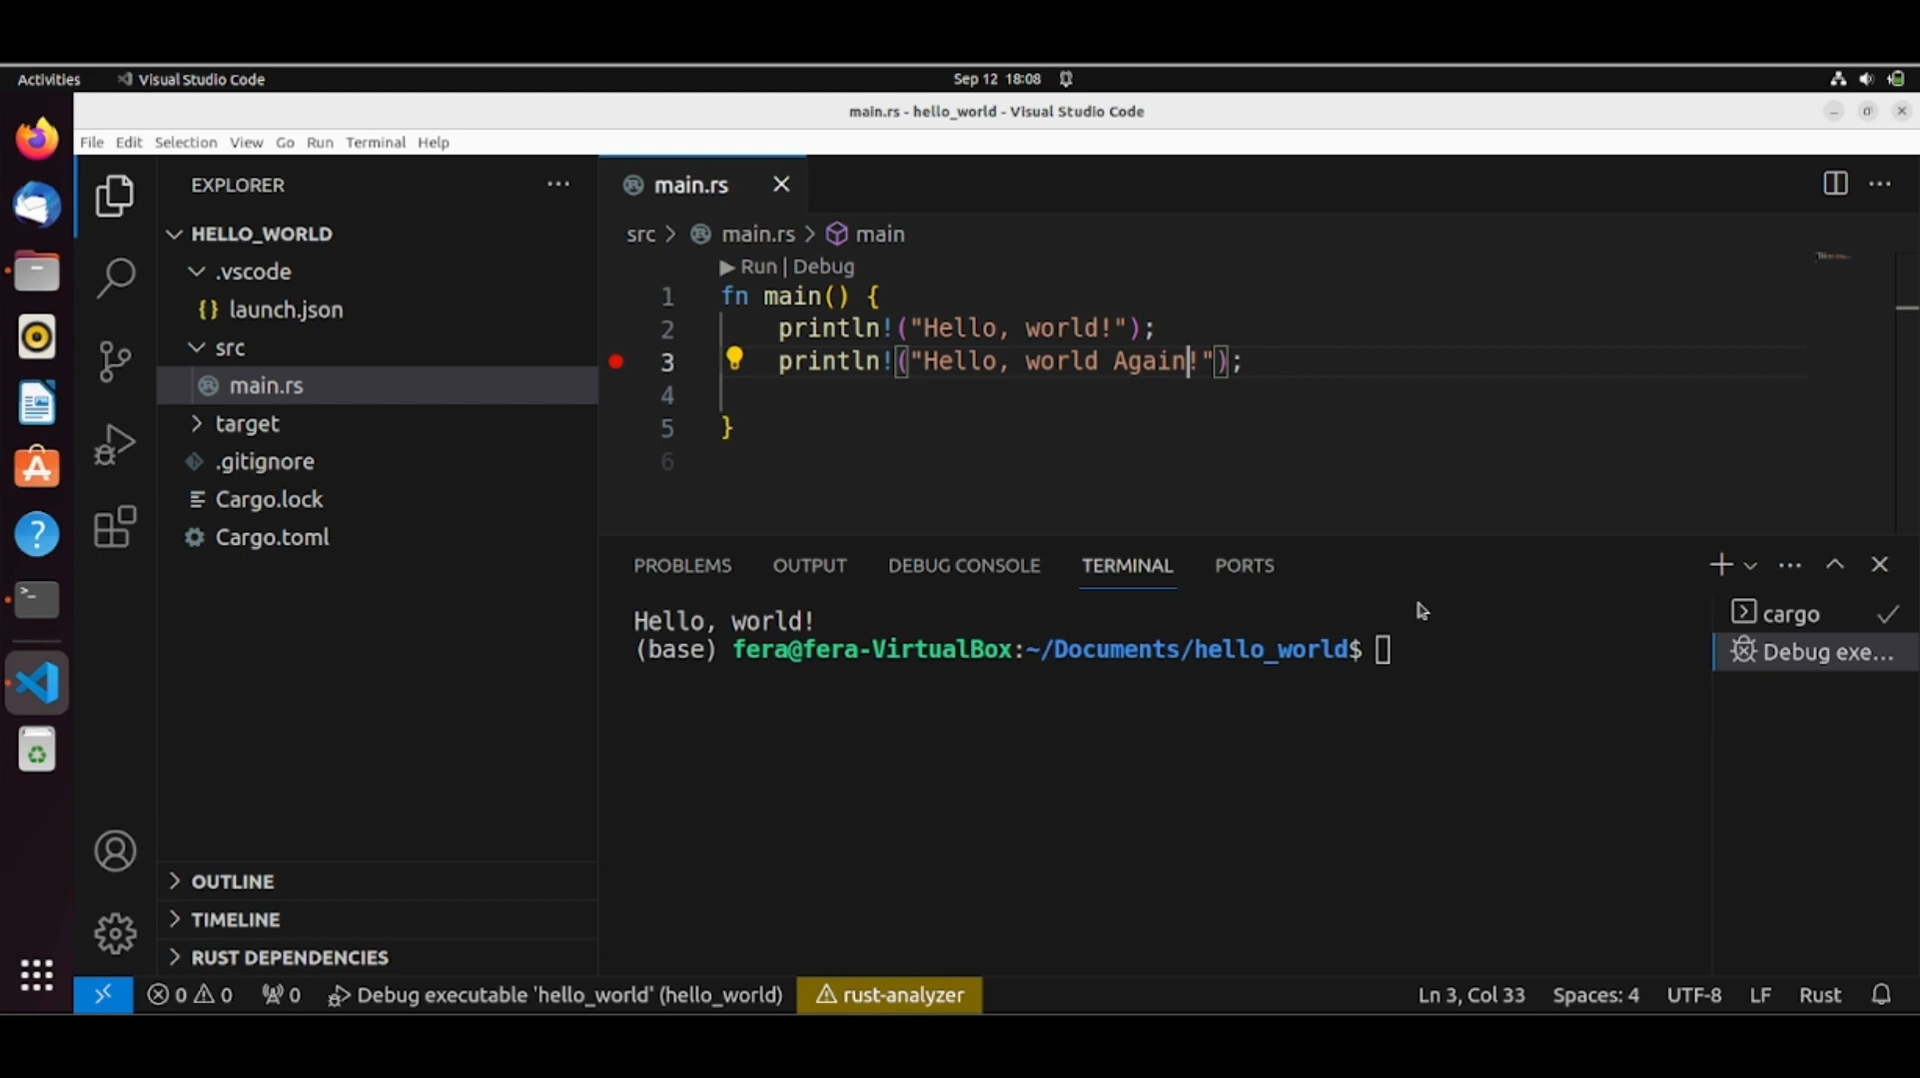 Activities Visual Studio Code Sep 12 18:08
main.rs - hello_world - Visual Studio Code
File Edit Selection View Go Run Terminal Help
EXPLORER
HELLO_WORLD
.vscode
{} launch.json
src
main.rs
target
.gitignore
Cargo.lock
Cargo.toml
OUTLINE
TIMELINE
RUST DEPENDENCIES
main.rs
src > main.rs > main
Run | Debug
1 fn main() {
2 println!("Hello, world!");
3 println!("Hello, world Again!");
4
5 }
6
PROBLEMS OUTPUT DEBUG CONSOLE TERMINAL PORTS
Hello, world!
(base) fera@fera-VirtualBox:~/Documents/hello_world$
cargo
Debug exe...
0 0 0 Debug executable 'hello_world' (hello_world) rust-analyzer Ln 3, Col 33 Spaces: 4 UTF-8 LF Rust